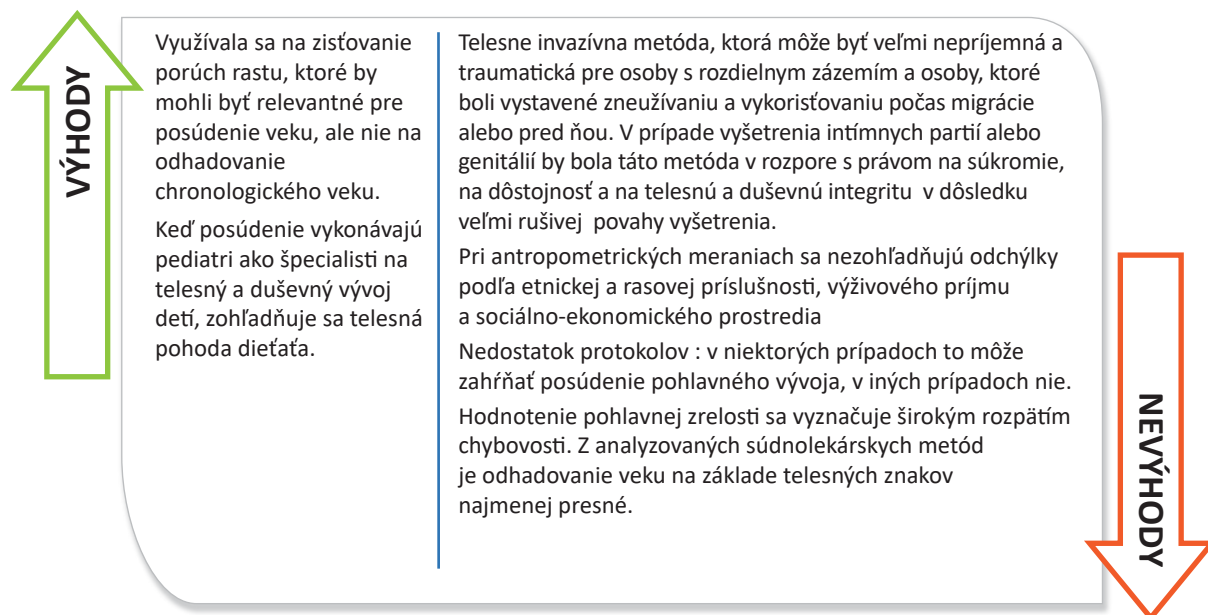 VÝHODY
Využívala sa na zisťovanie
porúch rastu, ktoré by
mohli byť relevantné pre
posúdenie veku, ale nie na
odhadovanie
chronologického veku.
Keď posúdenie vykonávajú
pediatri ako špecialisti na
telesný a duševný vývoj
detí, zohľadňuje sa telesná
pohoda dieťaťa.
Telesne invazívna metóda, ktorá môže byť veľmi nepríjemná a
traumatická pre osoby s rozdielnym zázemím a osoby, ktoré
boli vystavené zneužívaniu a vykorisťovaniu počas migrácie
alebo pred ňou. V prípade vyšetrenia intímnych partií alebo
genitálií by bola táto metóda v rozpore s právom na súkromie,
na dôstojnosť a na telesnú a duševnú integritu v dôsledku
veľmi rušivej povahy vyšetrenia.
Pri antropometrických meraniach sa nezohľadňujú odchýlky
podľa etnickej a rasovej príslušnosti, výživového príjmu
a sociálno-ekonomického prostredia
Nedostatok protokolov : v niektorých prípadoch to môže
zahŕňať posúdenie pohlavného vývoja, v iných prípadoch nie.
Hodnotenie pohlavnej zrelosti sa vyznačuje širokým rozpätím
chybovosti. Z analyzovaných súdnolekárskych metód
je odhadovanie veku na základe telesných znakov
najmenej presné.
NEVÝHODY